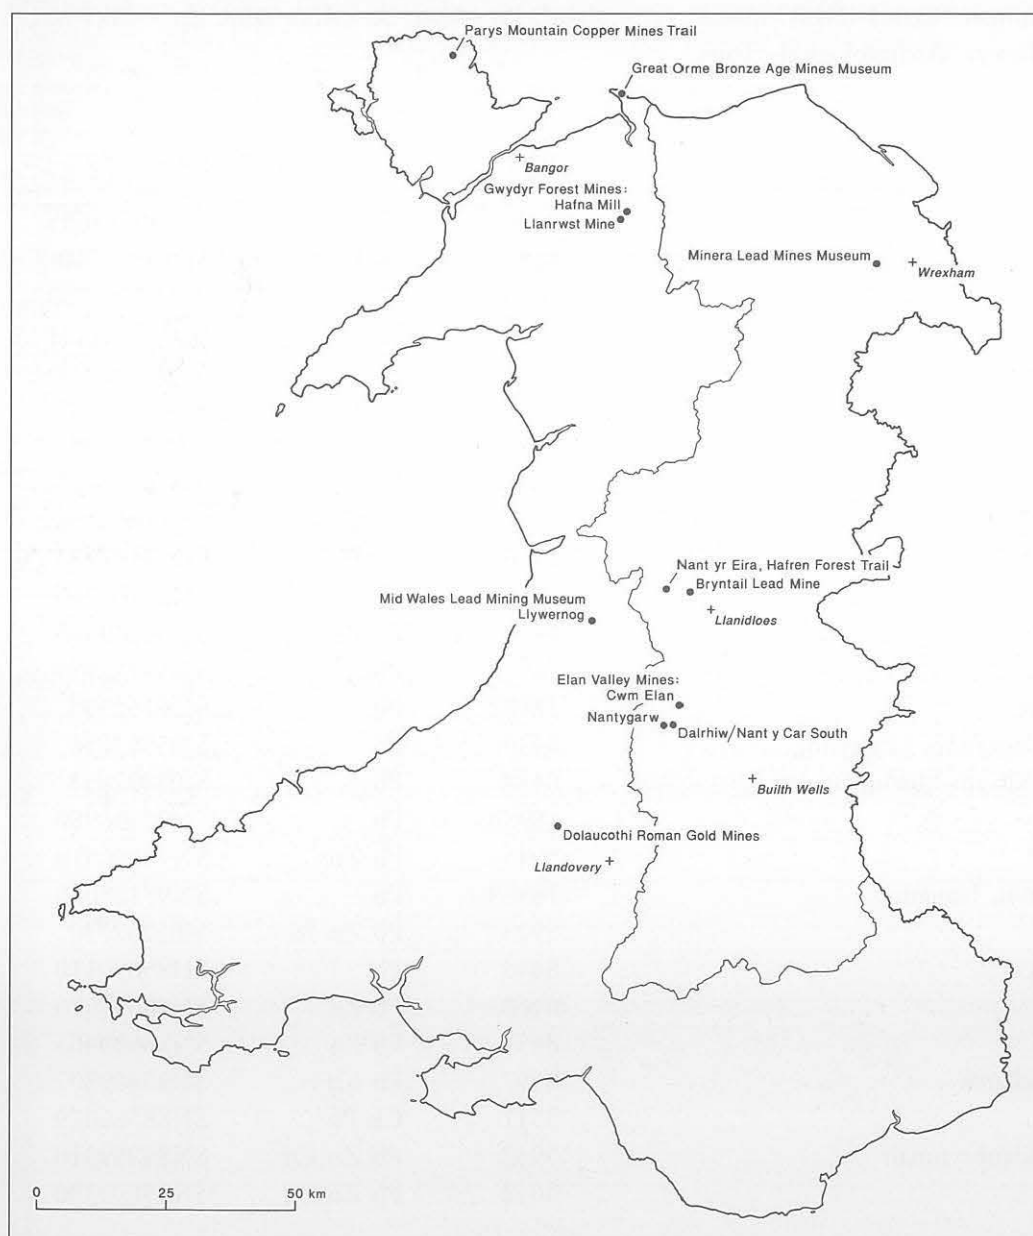 Parys Mountain Copper Mines Trail
Great Orme Bronze Age Mines Museum
Bangor
Gwydyr Forest Mines:
Hafna Mill
Llanrwst Mine
Minera Lead Mines Museum
Wrexham
Nant yr Eira, Hafren Forest Trail
Bryntail Lead Mine
Mid Wales Lead Mining Museum
Llywernog
Llanidloes
Elan Valley Mines:
Cwm Elan
Nantygarw
Dalrhiw/Nant y Car South
Builth Wells
Dolaucothi Roman Gold Mines
Llandovery
0 25 50 km